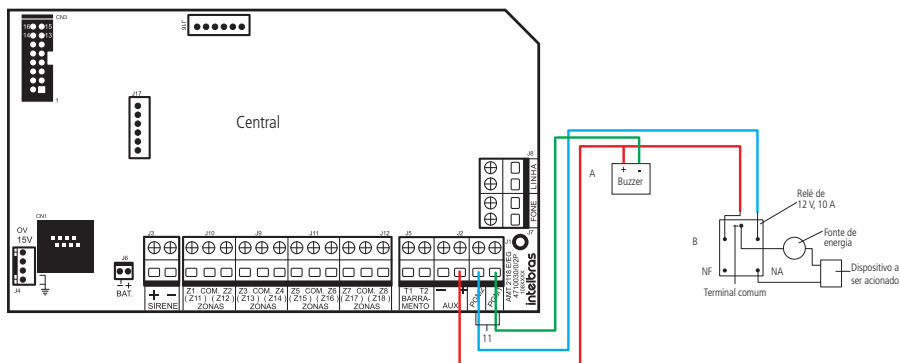 CN3
16 15
14 13
1
J16
J17
Central
CN1
0V
15V
J4
J6
- +
BAT.
J3
J10
J9
J11
J12
J5
J2
J1
J8
LINHA
FONE
J7
+ -
SIRENE
Z1 COM. Z2
( Z11 ) ( Z12 )
ZONAS
Z3 COM. Z4
( Z13 ) ( Z14 )
ZONAS
Z5 COM. Z6
( Z15 ) ( Z16 )
ZONAS
Z7 COM. Z8
( Z17 ) ( Z18 )
ZONAS
T1 T2
BARRA-
MENTO
- +
AUX
PGM2
PGM1
AMT 2118 E/EG
intelbras
11
A
+ -
Buzzer
B
NF
NA
Terminal comum
Relé de
12 V, 10 A
Fonte de
energia
Dispositivo a
ser acionado